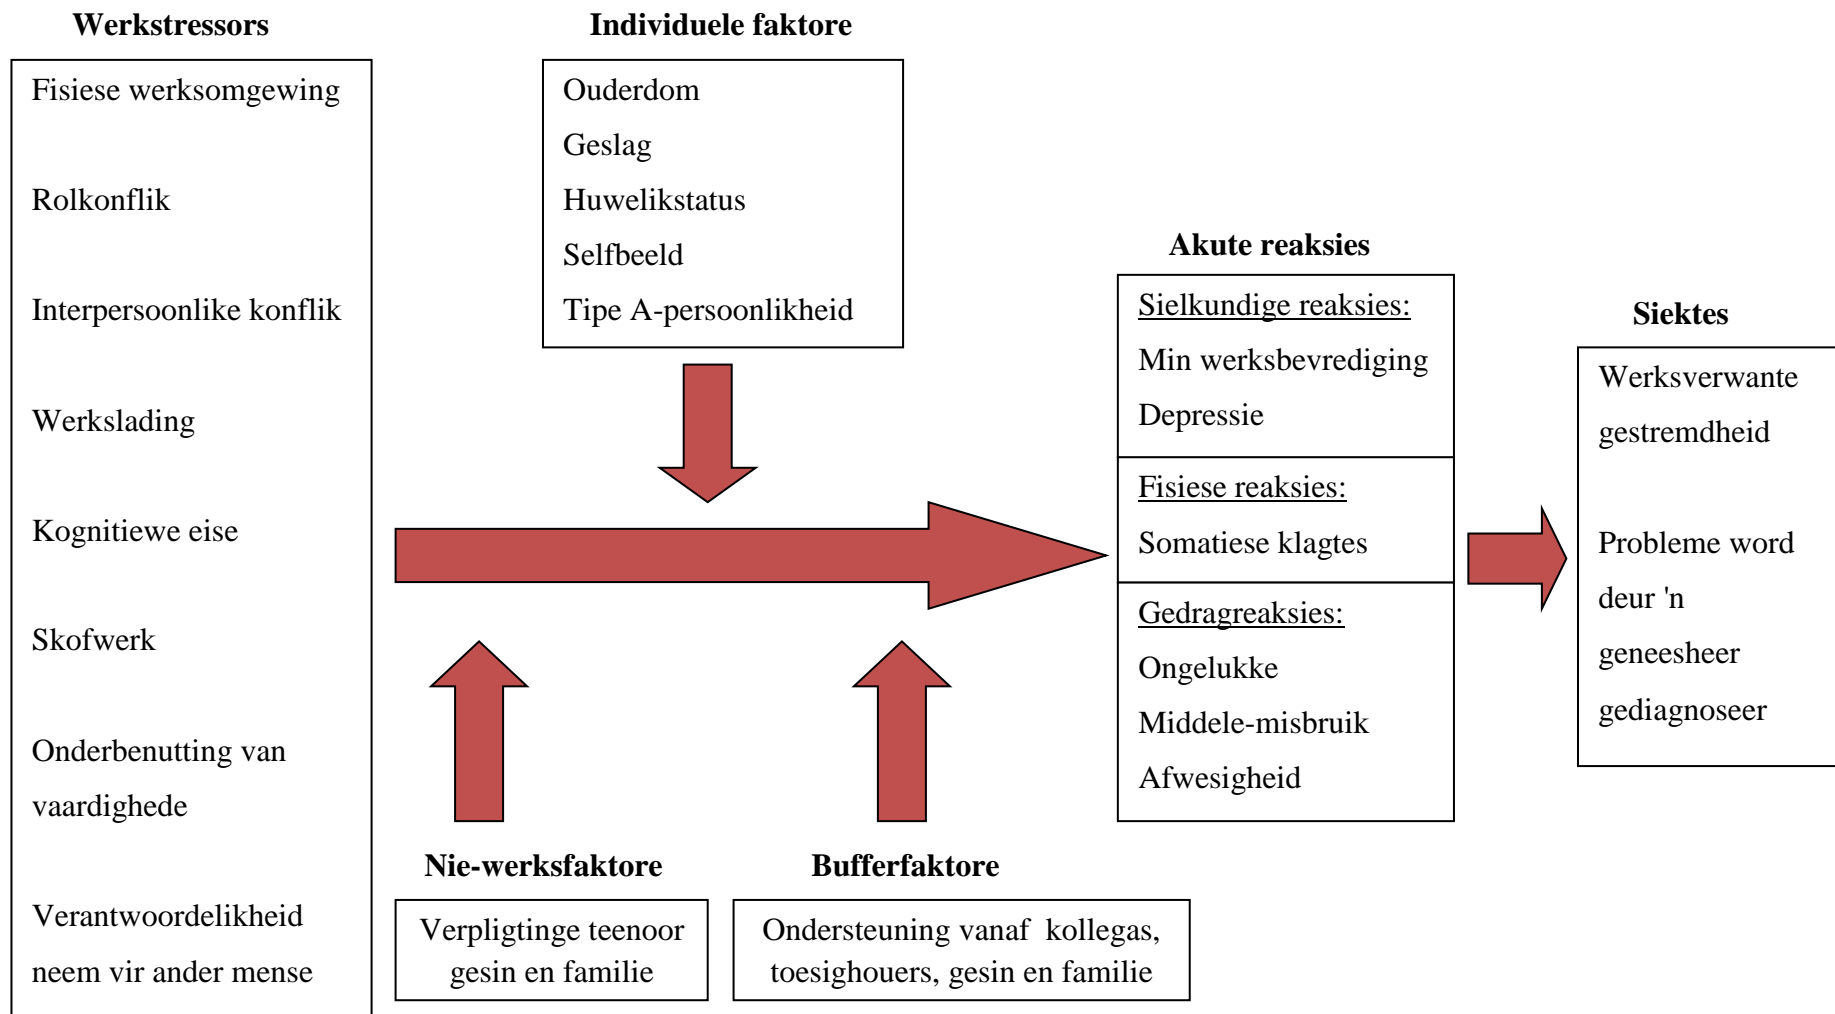 Werkstressors
Fisiese werksomgewing
Rolkonflik
Interpersoonlike konflik
Werkslading
Kognitiewe eise
Skofwerk
Onderbenutting van
vaardighede
Verantwoordelikheid
neem vir ander mense
Individuele faktore
Ouderdom
Geslag
Huwelikstatus
Selfbeeld
Tipe A-persoonlikheid
Nie-werksfaktore
Verpligtinge teenoor
gesin en familie
Bufferfaktore
Ondersteuning vanaf kollegas,
toesighouers, gesin en familie
Akute reaksies
Sielkundige reaksies:
Min werksbevrediging
Depressie
Fisiese reaksies:
Somatiese klagtes
Gedragreaksies:
Ongelukke
Middele-misbruik
Afwesigheid
Siektes
Werksverwante
gestremdheid
Probleme word
deur 'n
geneesheer
gediagnoseer